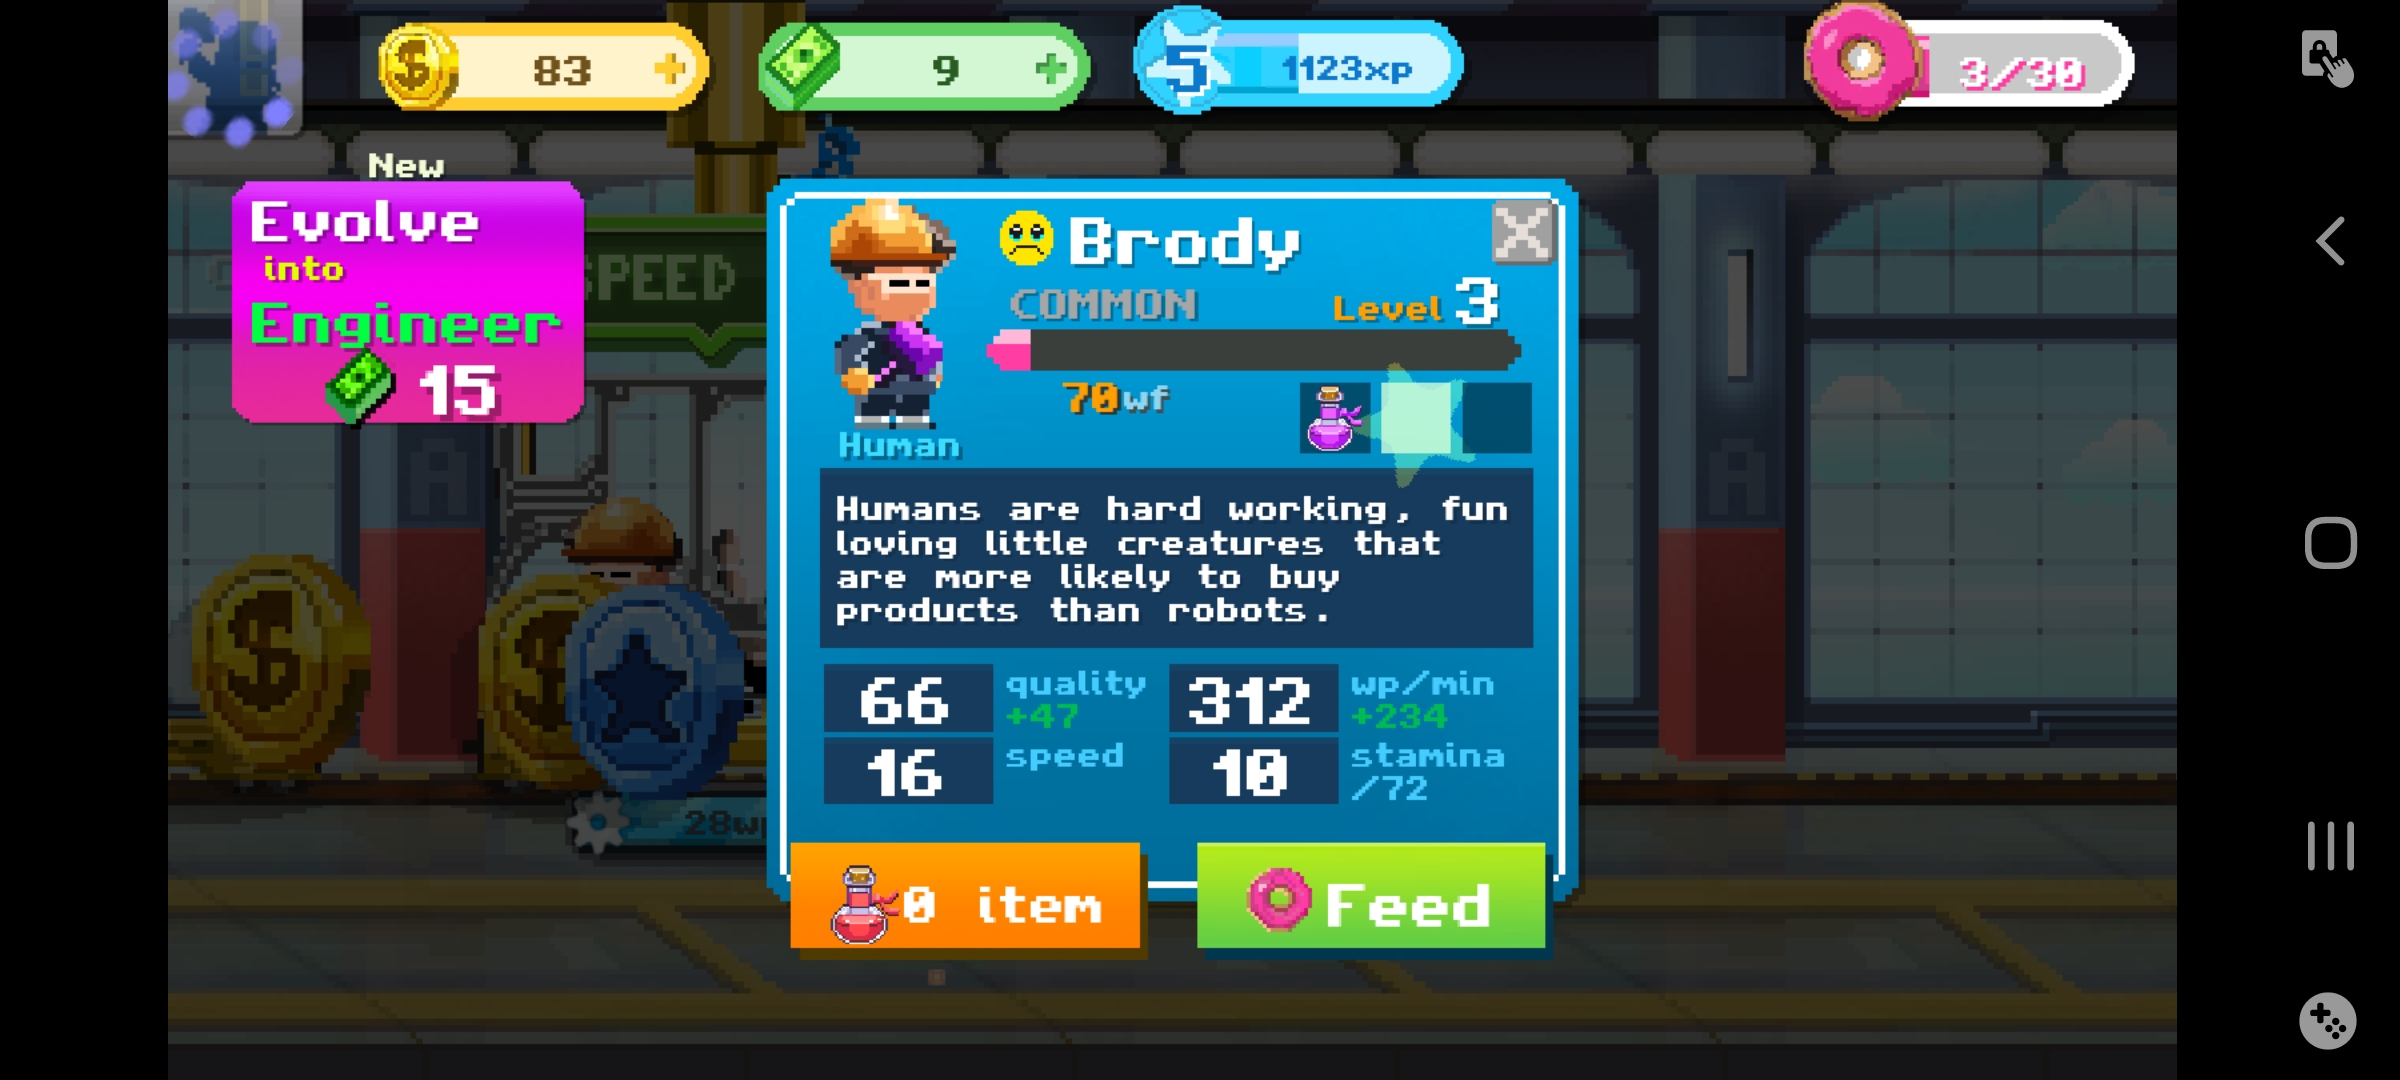 83
9
5
1123xp
3/30
New
Evolve
into
Engineer
15
SPEED
Brody
COMMON
Level 3
70wf
Human
Humans are hard working, fun
loving little creatures that
are more likely to buy
products than robots.
66 quality +47
312 wp/min +234
16 speed
10 stamina /72
A
A
0 item
Feed